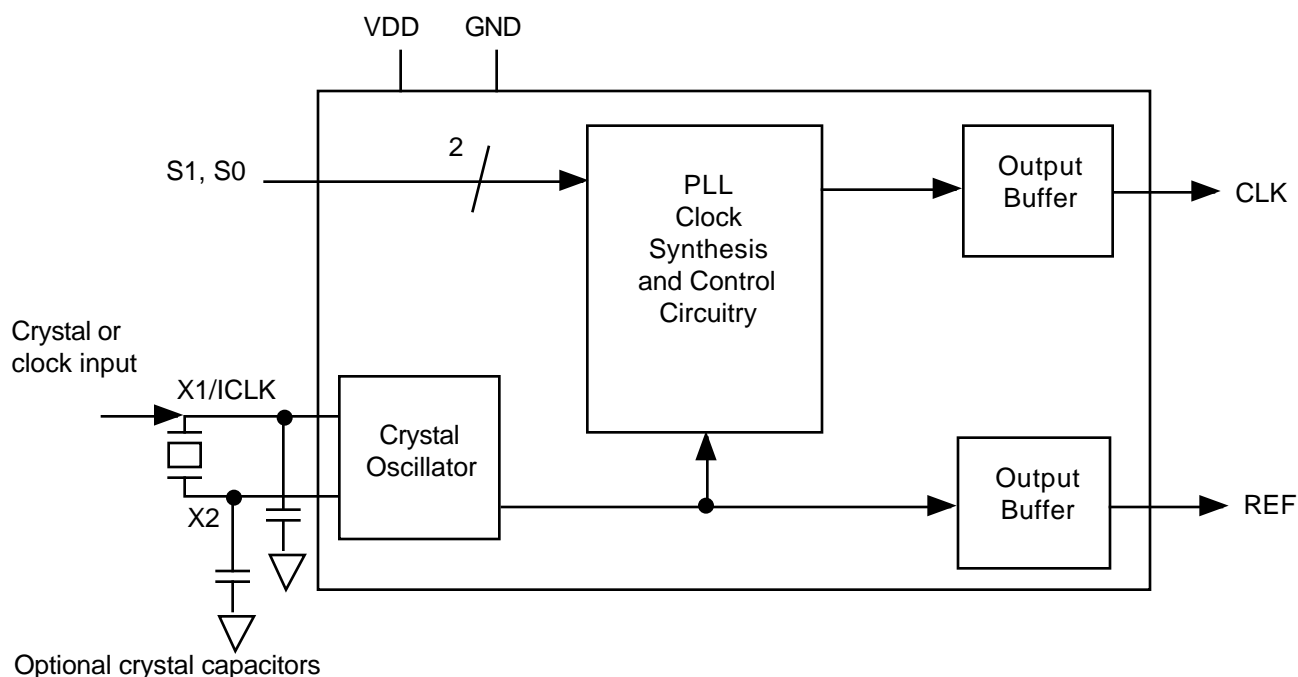 VDD
GND
2
S1, S0
PLL
Clock
Synthesis
and Control
Circuitry
Output
Buffer
CLK
Crystal or
clock input
X1/ICLK
Crystal
Oscillator
X2
Output
Buffer
REF
Optional crystal capacitors